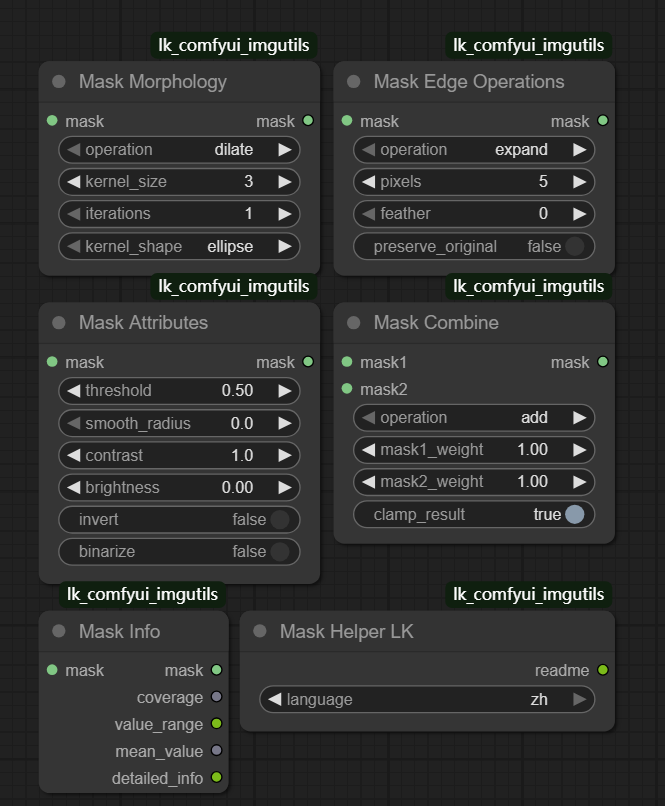 lk_comfyui_imgutils
Mask Morphology
mask mask
operation dilate
kernel_size 3
iterations 1
kernel_shape ellipse
lk_comfyui_imgutils
Mask Edge Operations
mask mask
operation expand
pixels 5
feather 0
preserve_original false
lk_comfyui_imgutils
Mask Attributes
mask mask
threshold 0.50
smooth_radius 0.0
contrast 1.0
brightness 0.00
invert false
binarize false
lk_comfyui_imgutils
Mask Combine
mask1 mask
mask2
operation add
mask1_weight 1.00
mask2_weight 1.00
clamp_result true
lk_comfyui_imgutils
Mask Info
mask mask
coverage
value_range
mean_value
detailed_info
lk_comfyui_imgutils
Mask Helper LK
readme
language zh